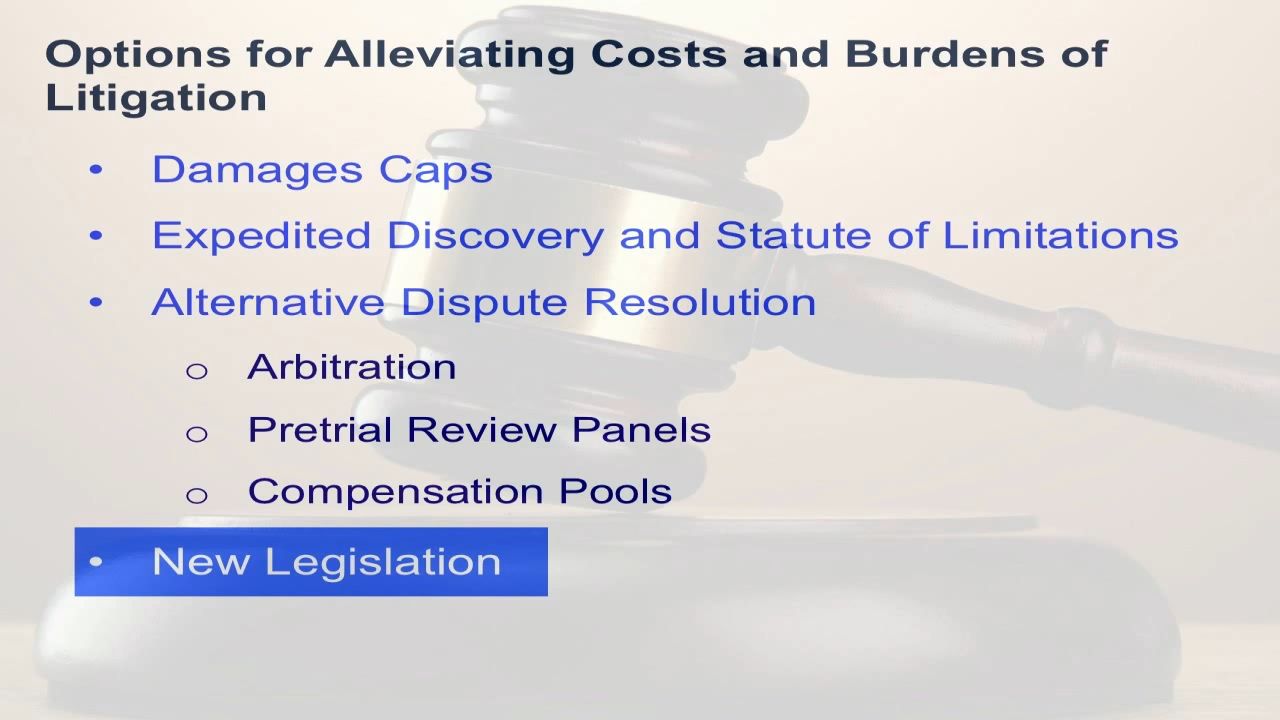 Options for Alleviating Costs and Burdens of
Litigation
• Damages Caps
• Expedited Discovery and Statute of Limitations
• Alternative Dispute Resolution
o Arbitration
o Pretrial Review Panels
o Compensation Pools
• New Legislation